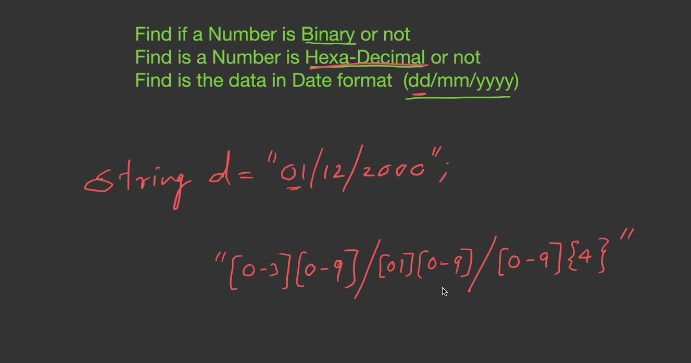 Find if a Number is Binary or not
Find is a Number is Hexa-Decimal or not
Find is the data in Date format (dd/mm/yyyy)
String d = "01/12/2000";
"[0-3][0-9]/[01][0-9]/[0-9]{4}"